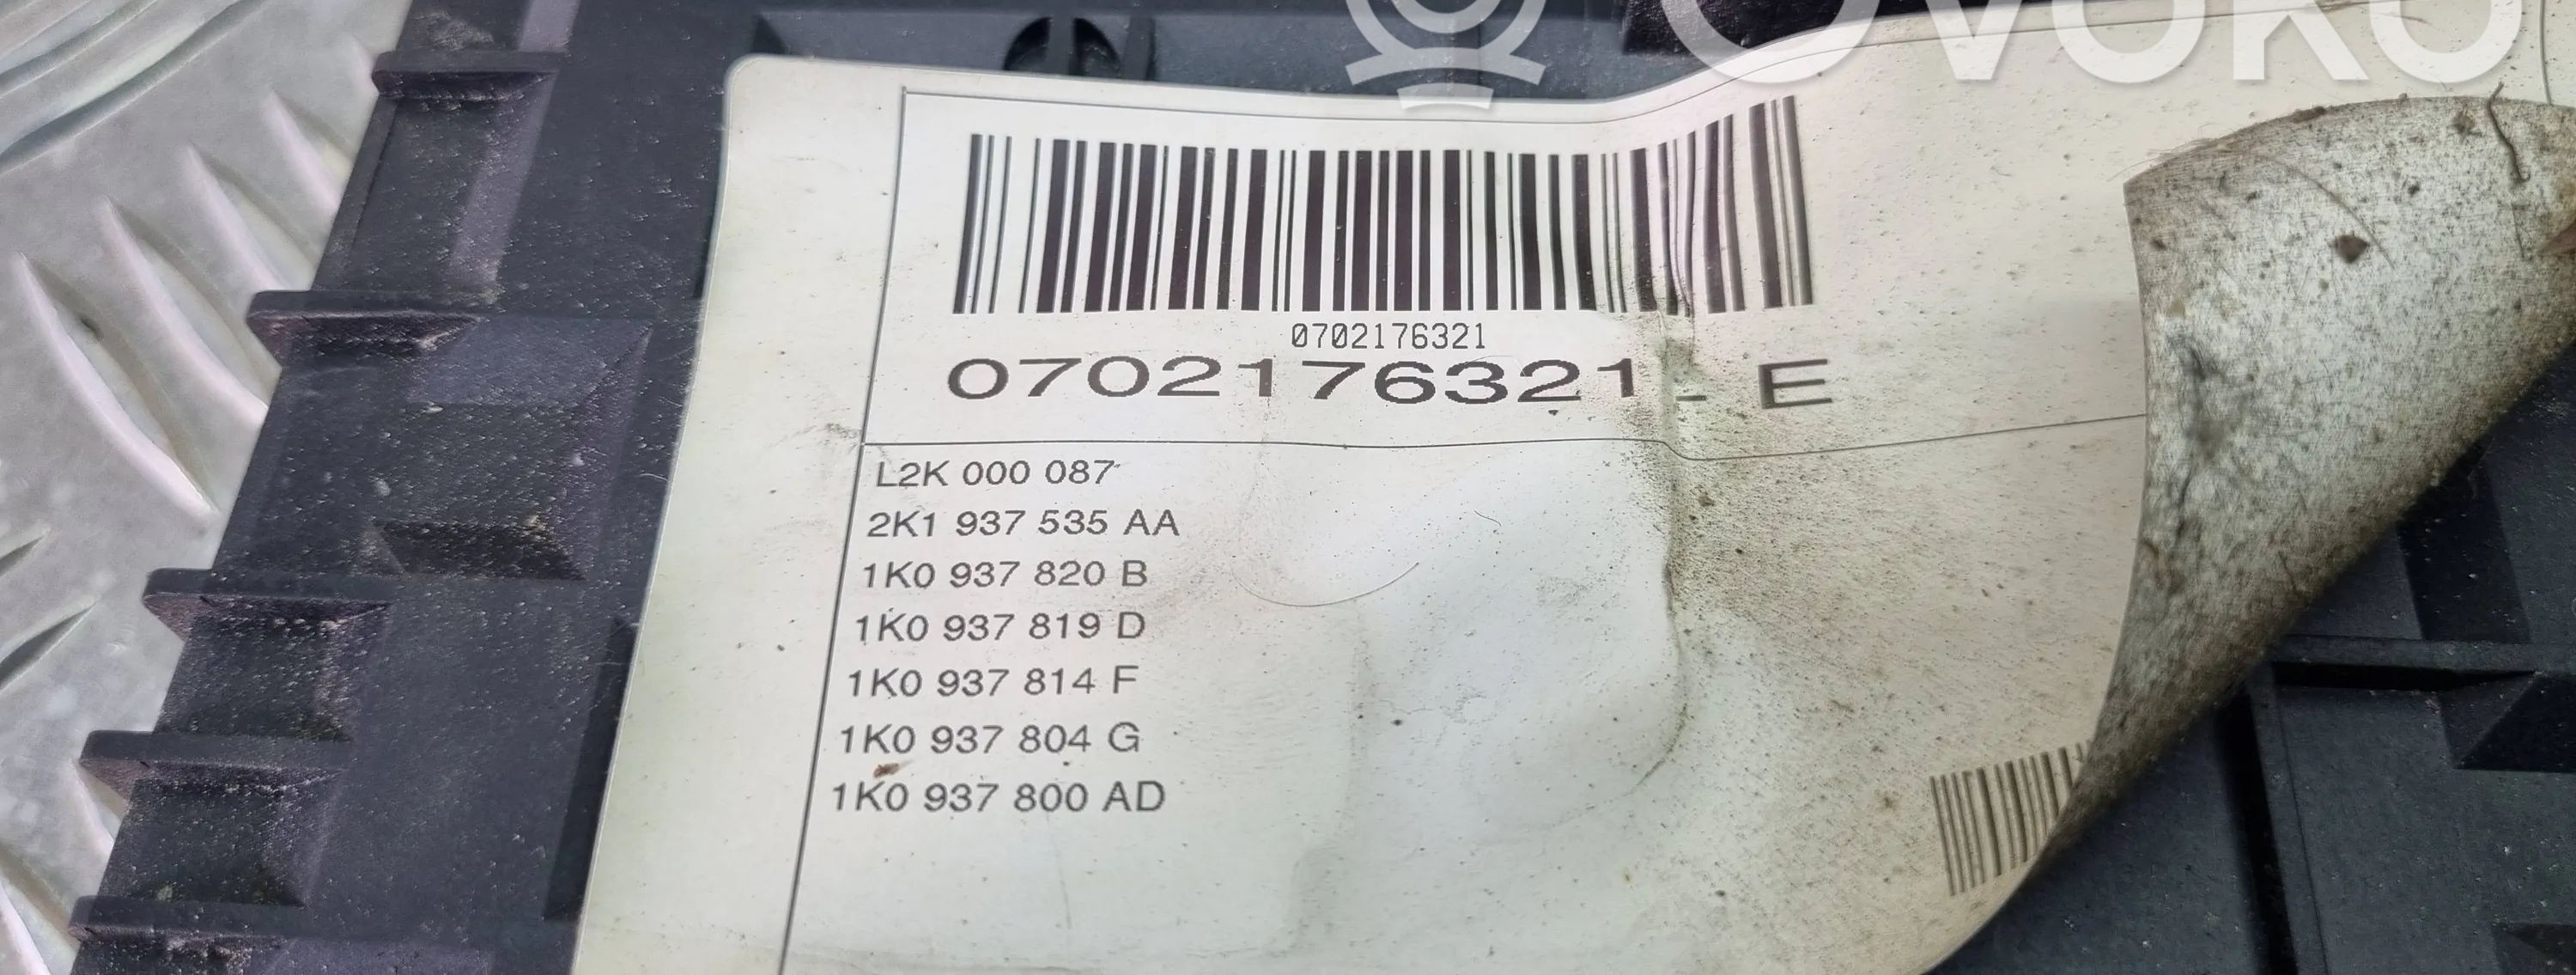 OVOKO
0702176321
0702176321 - E
L2K 000 087
2K1 937 535 AA
1K0 937 820 B
1K0 937 819 D
1K0 937 814 F
1K0 937 804 G
1K0 937 800 AD